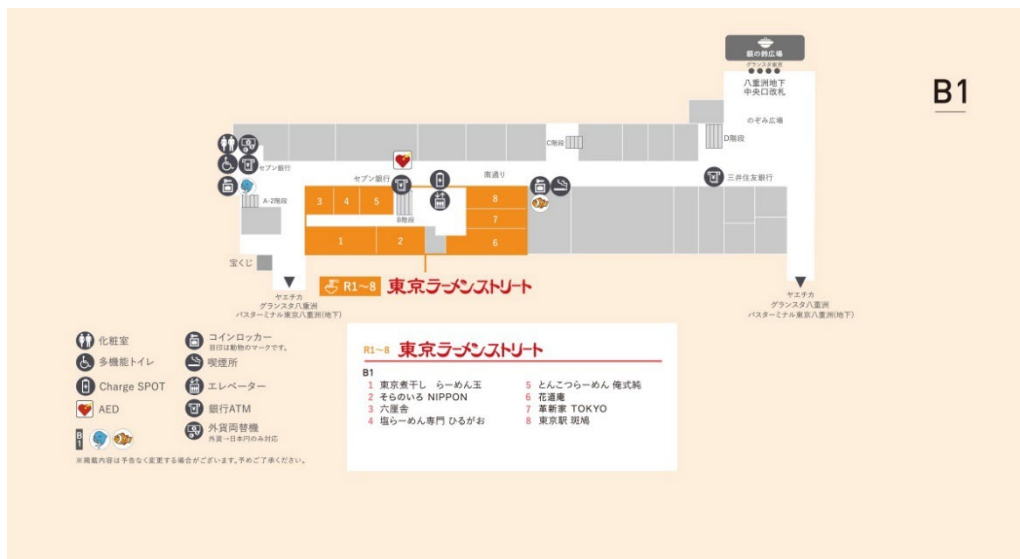 銀の鈴広場
グランスタ東京
八重洲地下
中央口改札
B1
のぞみ広場
C階段
D階段
セブン銀行
セブン銀行
南通り
三井住友銀行
A-2階段
3
4
5
8
B階段
7
1
2
6
宝くじ
R1~8 東京ラーメンストリート
ヤエチカ
グランスタ八重洲
バスターミナル東京八重洲(地下)
ヤエチカ
グランスタ八重洲
バスターミナル東京八重洲(地下)
化粧室
多機能トイレ
Charge SPOT
AED
B1
コインロッカー
目印は動物のマークです。
喫煙所
エレベーター
銀行ATM
外貨両替機
外貨→日本円のみ対応
※掲載内容は予告なく変更する場合がございます。予めご了承ください。
R1~8 東京ラーメンストリート
B1
1 東京煮干し らーめん玉
2 そらのいろ NIPPON
3 六厘舎
4 塩らーめん専門 ひるがお
5 とんこつらーめん 俺式純
6 花道庵
7 革新家 TOKYO
8 東京駅 斑鳩